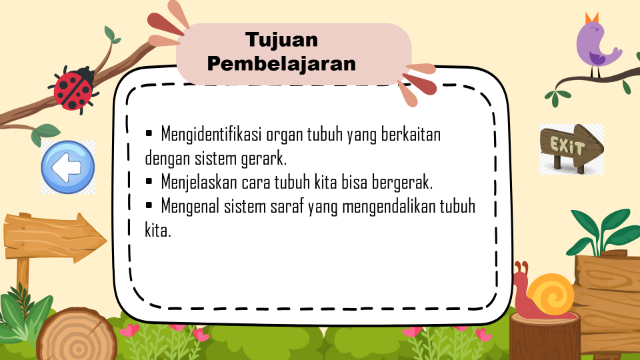 Tujuan
Pembelajaran
▪ Mengidentifikasi organ tubuh yang berkaitan
dengan sistem gerark.
▪ Menjelaskan cara tubuh kita bisa bergerak.
▪ Mengenal sistem saraf yang mengendalikan tubuh
kita.
EXiT